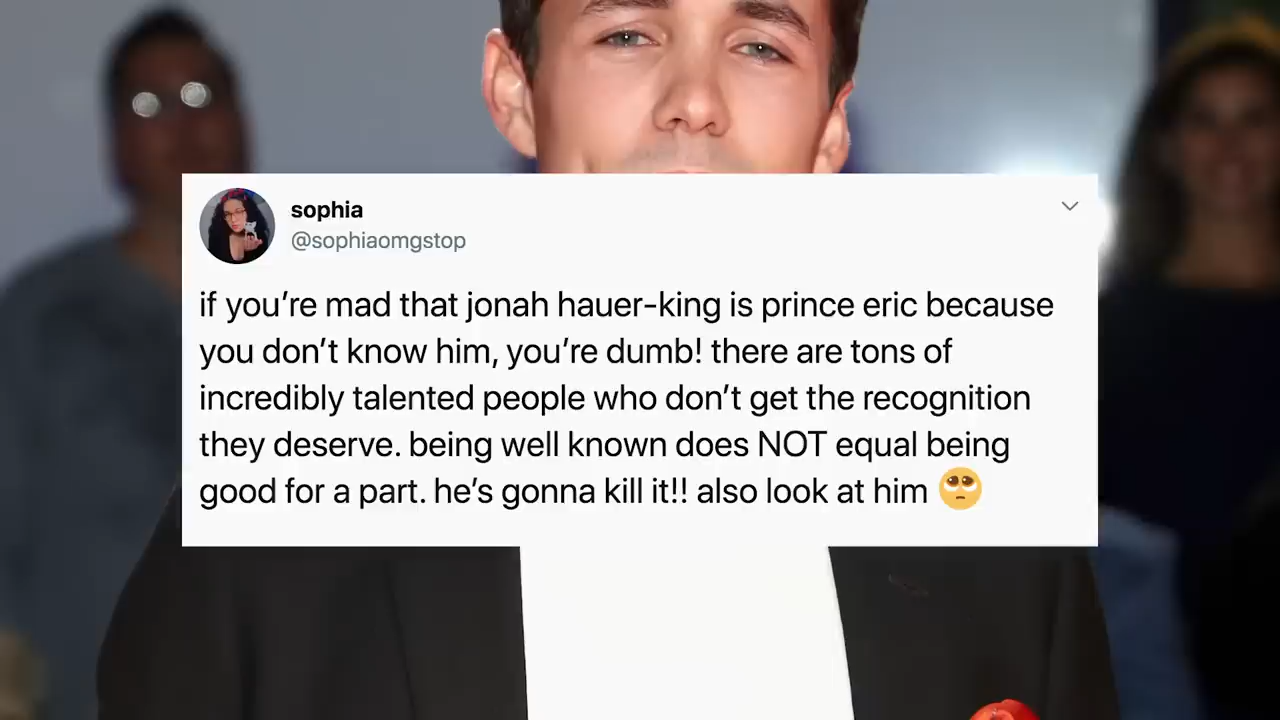 sophia
@sophiaomgstop
if you’re mad that jonah hauer-king is prince eric because
you don’t know him, you’re dumb! there are tons of
incredibly talented people who don’t get the recognition
they deserve. being well known does NOT equal being
good for a part. he’s gonna kill it!! also look at him 🥺